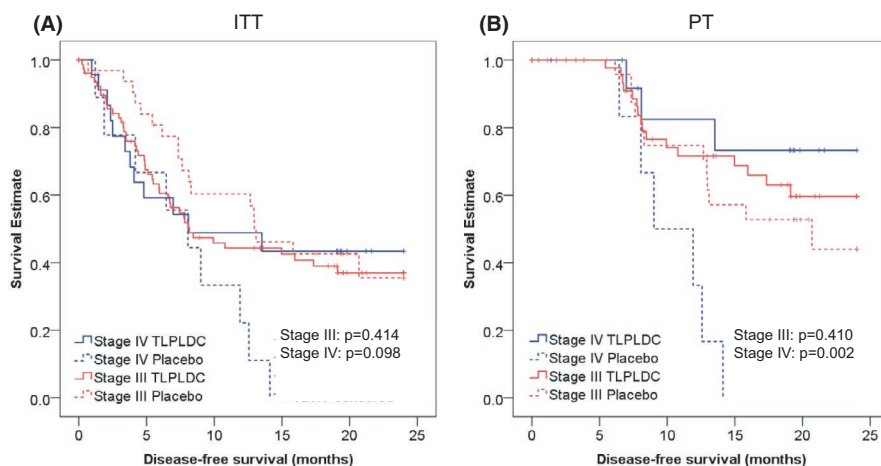 (A)
ITT
Survival Estimate
1.0
0.8
0.6
0.4
0.2
0.0
Stage IV TLPLDC
Stage IV Placebo
Stage III TLPLDC
Stage III Placebo
Stage III: p=0.414
Stage IV: p=0.098
0 5 10 15 20 25
Disease-free survival (months)
(B)
PT
Survival Estimate
1.0
0.8
0.6
0.4
0.2
0.0
Stage IV TLPLDC
Stage IV Placebo
Stage III TLPLDC
Stage III Placebo
Stage III: p=0.410
Stage IV: p=0.002
0 5 10 15 20 25
Disease-free survival (months)